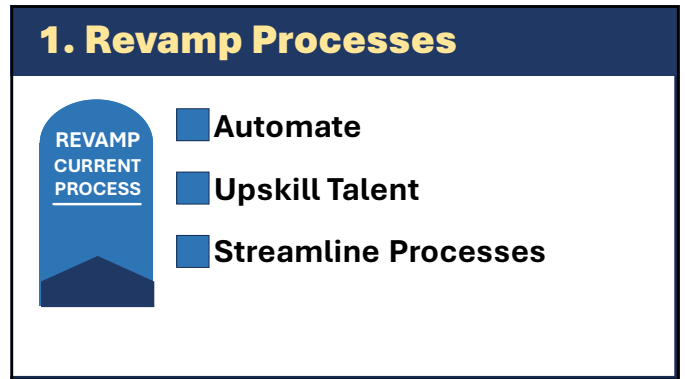 1. Revamp Processes
REVAMP
CURRENT
PROCESS
Automate
Upskill Talent
Streamline Processes